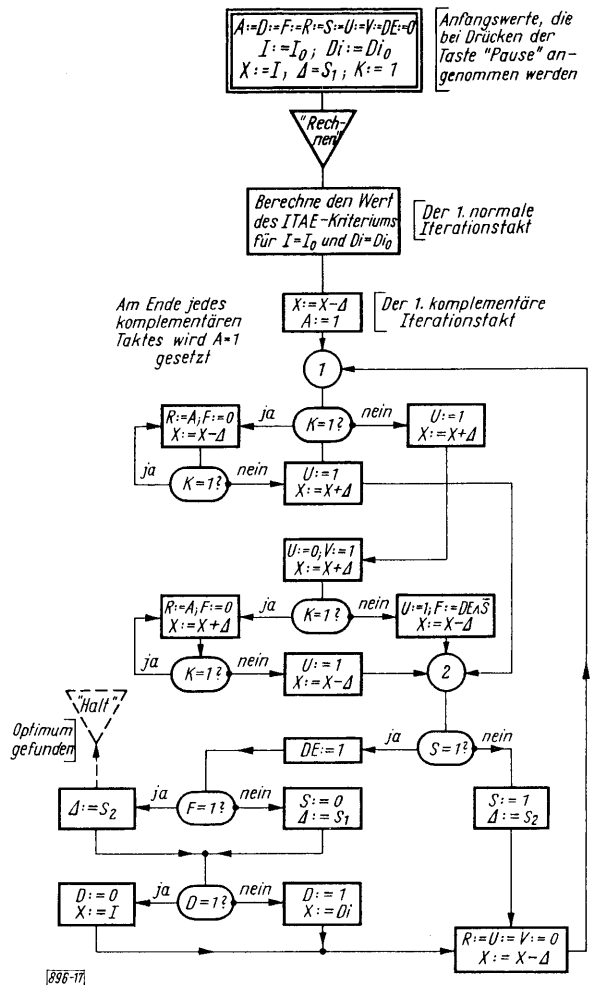 A:=D:=F:=R:=S:=U:=V:=DE:=0
I:=I₀; Di:=Di₀
X:=I, Δ=S₁; K:=1
Anfangswerte, die
bei Drücken der
Taste "Pause" an-
genommen werden
"Rech-
nen"
Berechne den Wert
des ITAE-Kriteriums
für I=I₀ und Di=Di₀
Der 1. normale
Iterationstakt
X:=X-Δ
A:=1
Der 1. komplementäre
Iterationstakt
Am Ende jedes
komplementären
Taktes wird A=1
gesetzt
1
R:=A; F:=0
X:=X-Δ
ja
K=1?
nein
U:=1
X:=X+Δ
ja
K=1?
nein
U:=1
X:=X+Δ
U:=0; V:=1
X:=X+Δ
R:=A; F:=0
X:=X+Δ
ja
K=1?
nein
U:=1; F:=DE∧S̄
X:=X-Δ
ja
K=1?
nein
U:=1
X:=X-Δ
2
"Halt"
Optimum
gefunden
DE:=1
ja
S=1?
nein
Δ:=S₂
ja
F=1?
nein
S:=0
Δ:=S₁
S:=1
Δ:=S₂
D:=0
X:=I
ja
D=1?
nein
D:=1
X:=Di
R:=U:=V:=0
X:=X-Δ
896-17